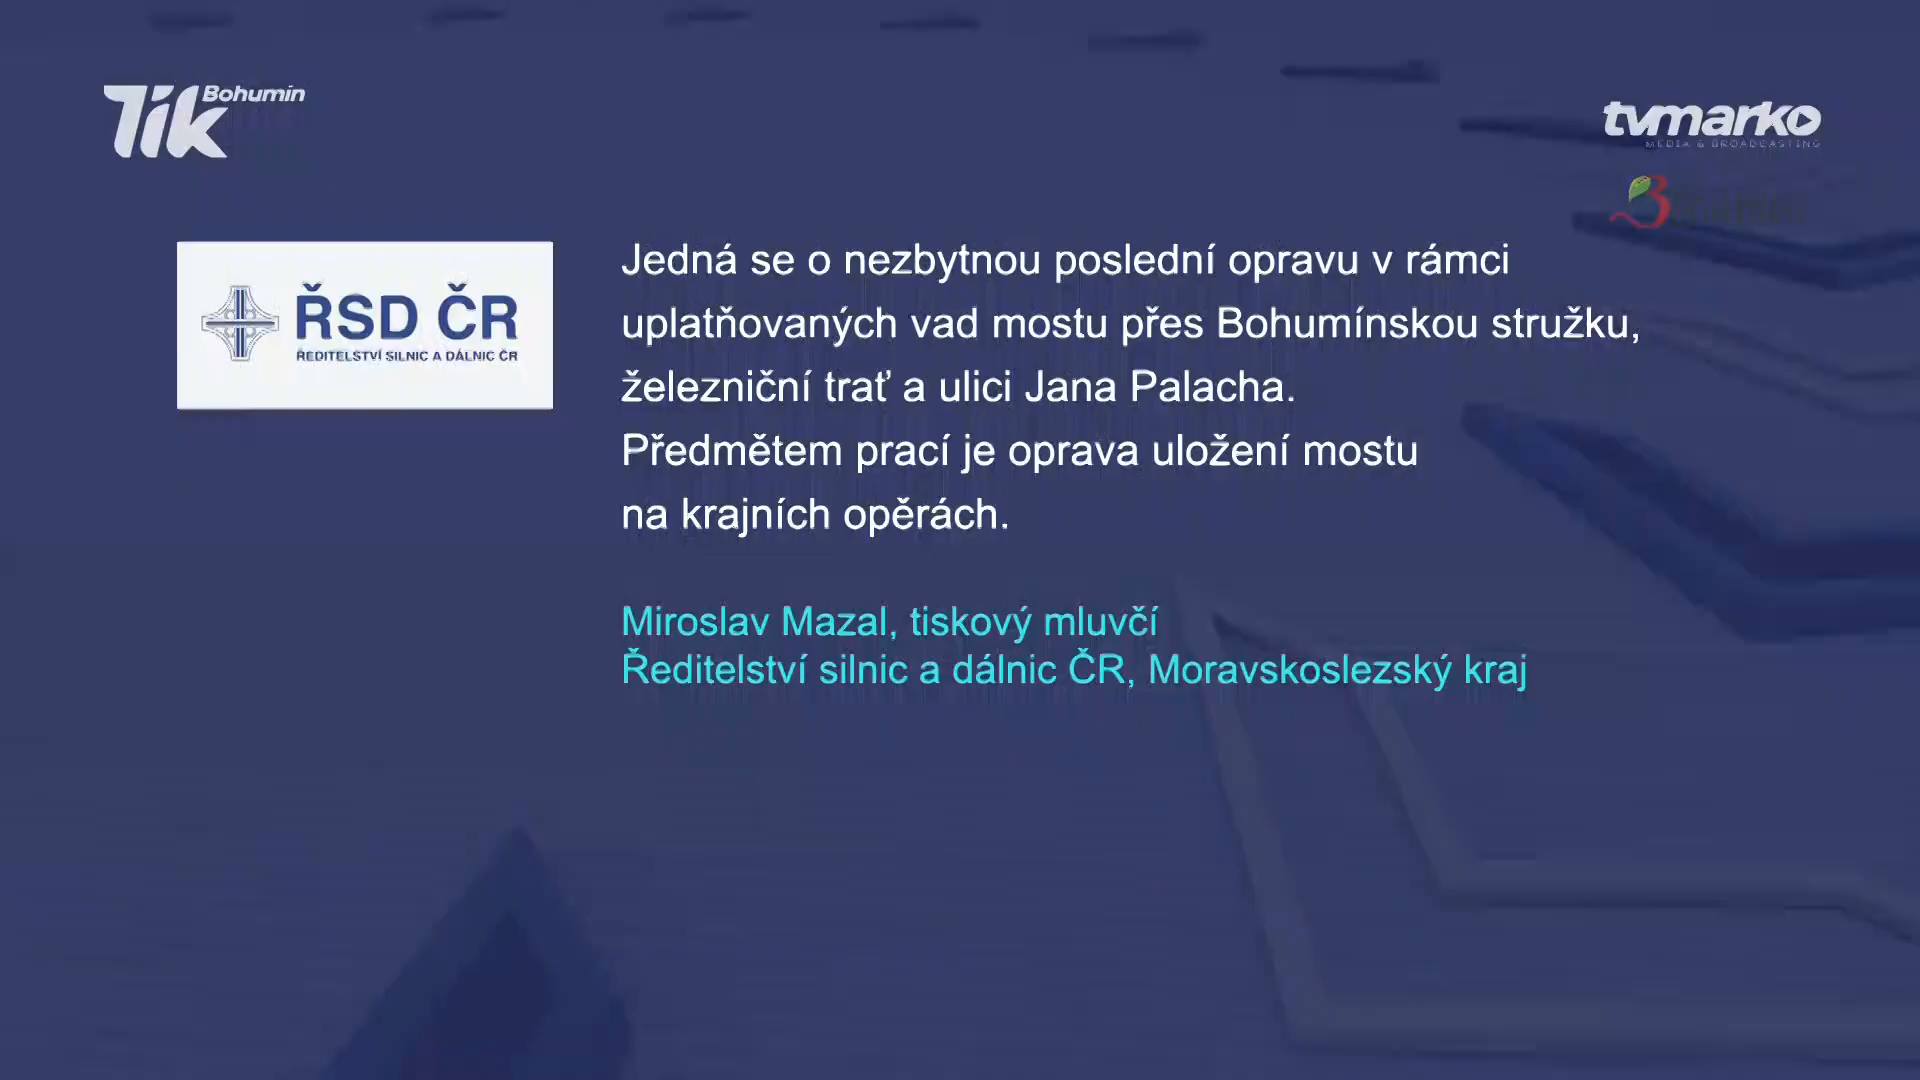 Tik Bohumín
tvmarko
MEDIA & BROADCASTING
ŘSD ČR
ŘEDITELSTVÍ SILNIC A DÁLNIC ČR
Jedná se o nezbytnou poslední opravu v rámci
uplatňovaných vad mostu přes Bohumínskou stružku,
železniční trať a ulici Jana Palacha.
Předmětem prací je oprava uložení mostu
na krajních opěrách.
Miroslav Mazal, tiskový mluvčí
Ředitelství silnic a dálnic ČR, Moravskoslezský kraj